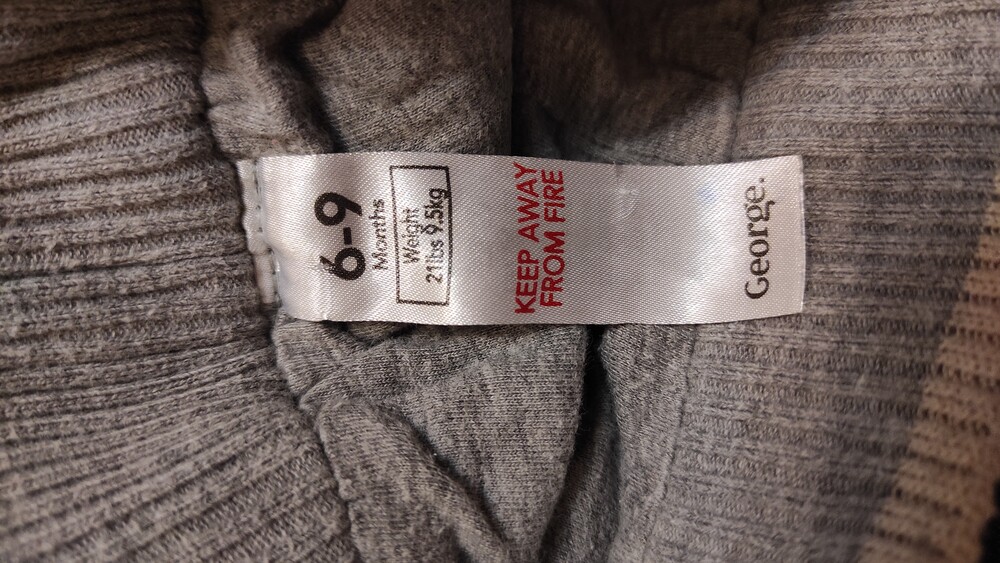 6-9
Months
Weight
21lbs 9.5kg
KEEP AWAY
FROM FIRE
George.